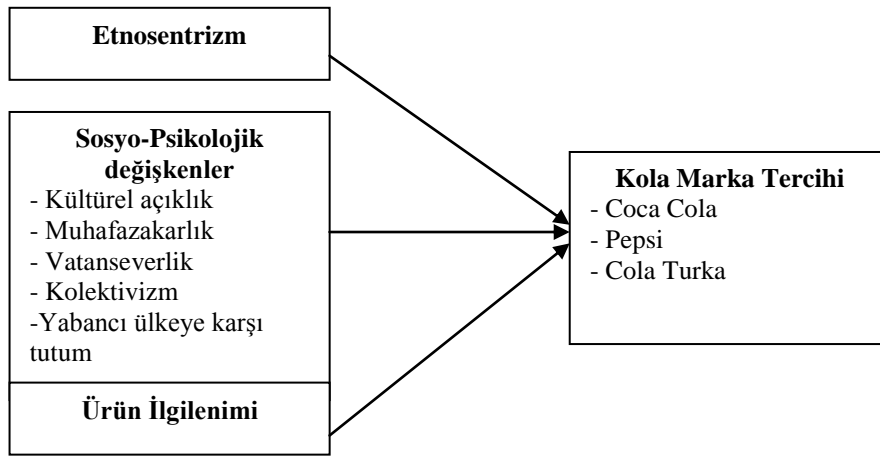 Etnosentrizm
Sosyo-Psikolojik
değişkenler
- Kültürel açıklık
- Muhafazakarlık
- Vatanseverlik
- Kolektivizm
-Yabancı ülkeye karşı
tutum
Ürün İlgilenimi
Kola Marka Tercihi
- Coca Cola
- Pepsi
- Cola Turka